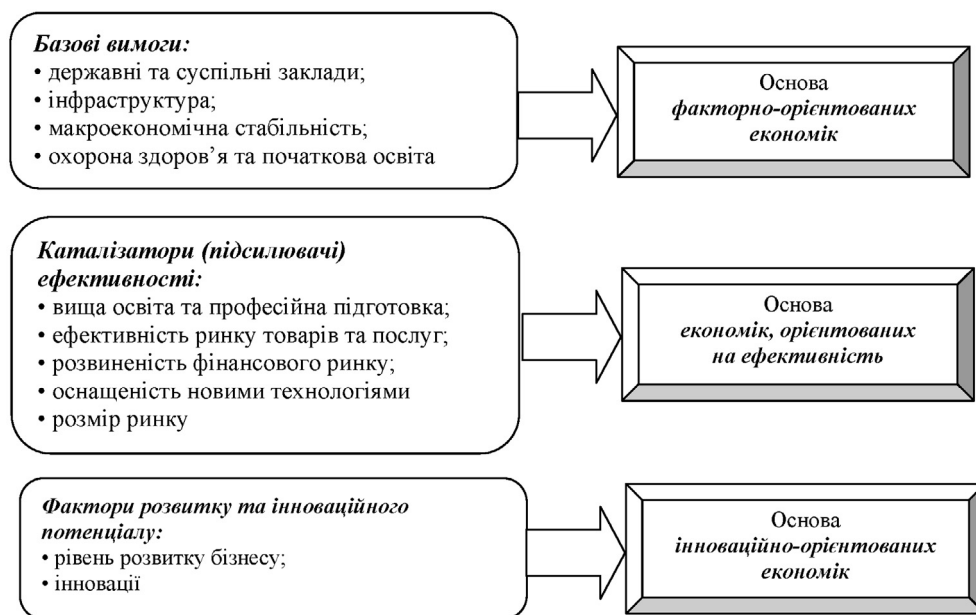 Базові вимоги:
• державні та суспільні заклади;
• інфраструктура;
• макроекономічна стабільність;
• охорона здоров’я та початкова освіта
Основа
факторно-орієнтованих
економік
Каталізатори (підсилювачі)
ефективності:
• вища освіта та професійна підготовка;
• ефективність ринку товарів та послуг;
• розвиненість фінансового ринку;
• оснащеність новими технологіями
• розмір ринку
Основа
економік, орієнтованих
на ефективність
Фактори розвитку та інноваційного
потенціалу:
• рівень розвитку бізнесу;
• інновації
Основа
інноваційно-орієнтованих
економік